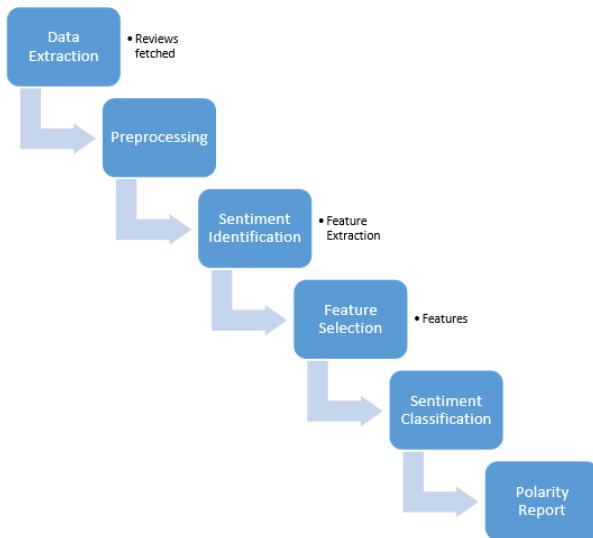 Data
Extraction
• Reviews
fetched
Preprocessing
Sentiment
Identification
• Feature
Extraction
Feature
Selection
• Features
Sentiment
Classification
Polarity
Report